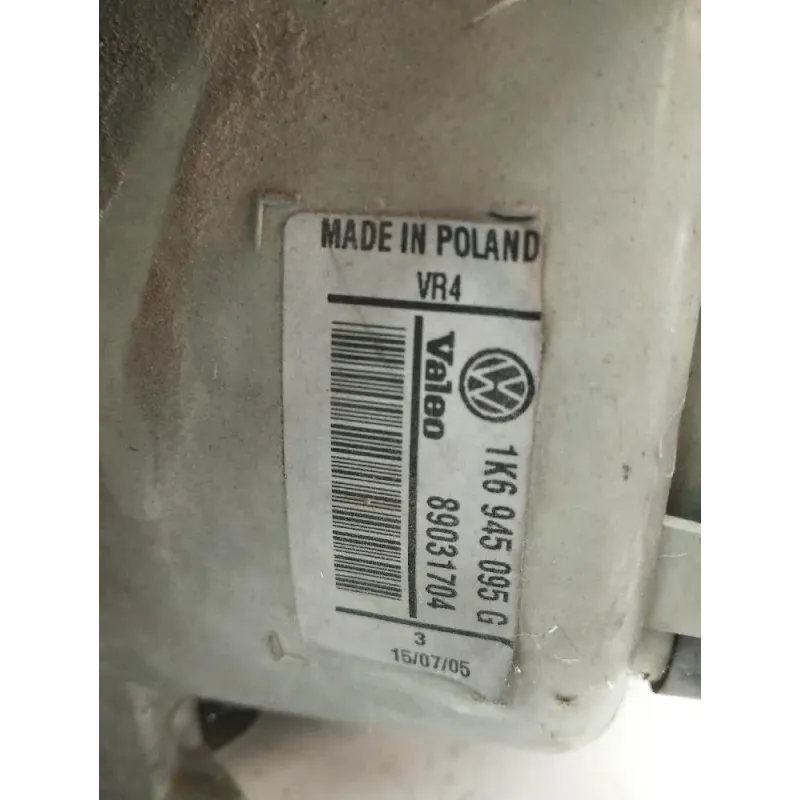 MADE IN POLAND
VR4
1K6 945 095 G
Valeo
89031704
3
15/07/05